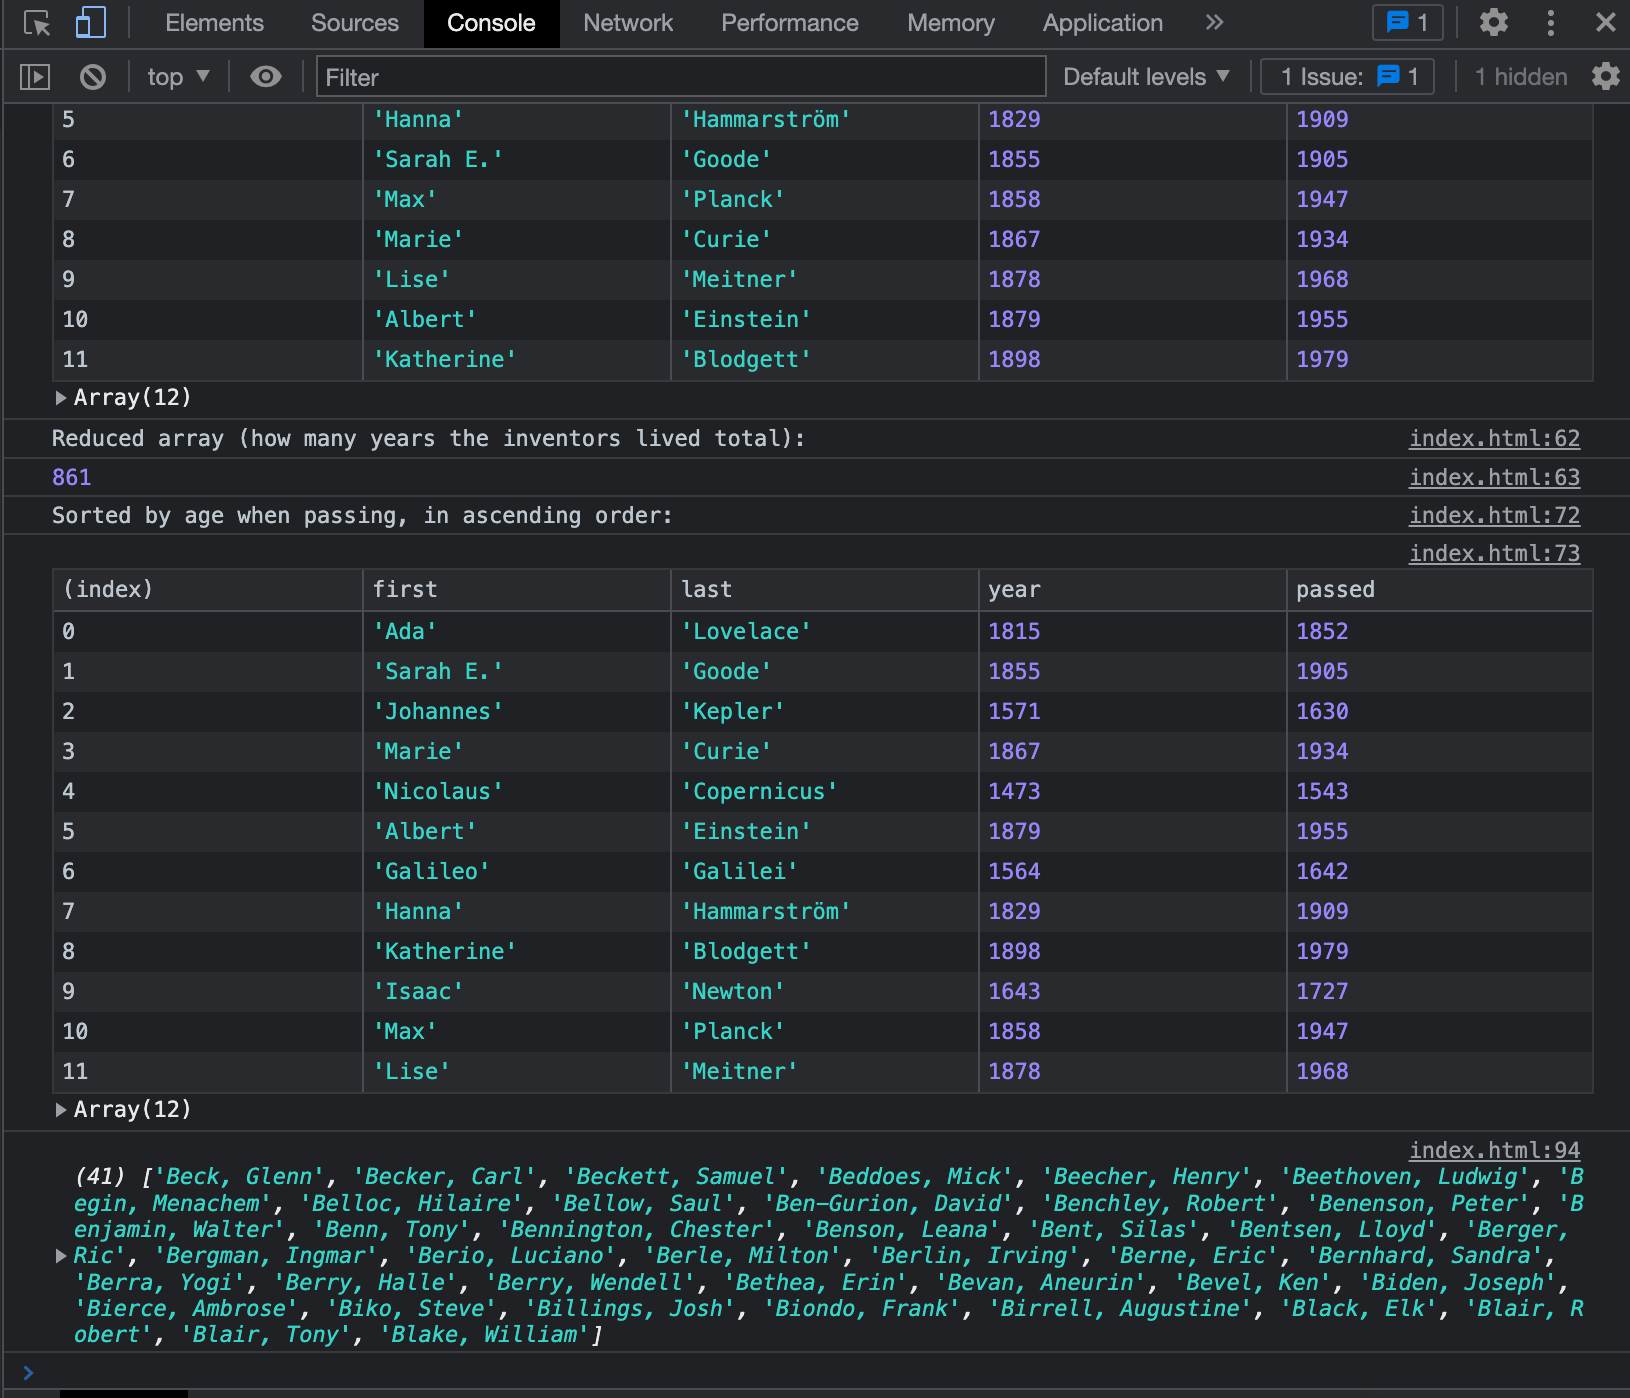 Elements Sources Console Network Performance Memory Application » 1
top ▼ Filter Default levels ▼ 1 Issue: 1 1 hidden
5 'Hanna' 'Hammarström' 1829 1909
6 'Sarah E.' 'Goode' 1855 1905
7 'Max' 'Planck' 1858 1947
8 'Marie' 'Curie' 1867 1934
9 'Lise' 'Meitner' 1878 1968
10 'Albert' 'Einstein' 1879 1955
11 'Katherine' 'Blodgett' 1898 1979
Array(12)
Reduced array (how many years the inventors lived total): index.html:62
861 index.html:63
Sorted by age when passing, in ascending order: index.html:72
index.html:73
(index) first last year passed
0 'Ada' 'Lovelace' 1815 1852
1 'Sarah E.' 'Goode' 1855 1905
2 'Johannes' 'Kepler' 1571 1630
3 'Marie' 'Curie' 1867 1934
4 'Nicolaus' 'Copernicus' 1473 1543
5 'Albert' 'Einstein' 1879 1955
6 'Galileo' 'Galilei' 1564 1642
7 'Hanna' 'Hammarström' 1829 1909
8 'Katherine' 'Blodgett' 1898 1979
9 'Isaac' 'Newton' 1643 1727
10 'Max' 'Planck' 1858 1947
11 'Lise' 'Meitner' 1878 1968
Array(12)
index.html:94
(41) ['Beck, Glenn', 'Becker, Carl', 'Beckett, Samuel', 'Beddoes, Mick', 'Beecher, Henry', 'Beethoven, Ludwig', 'B
egin, Menachem', 'Belloc, Hilaire', 'Bellow, Saul', 'Ben-Gurion, David', 'Benchley, Robert', 'Benenson, Peter', 'B
enjamin, Walter', 'Benn, Tony', 'Bennington, Chester', 'Benson, Leana', 'Bent, Silas', 'Bentsen, Lloyd', 'Berger,
Ric', 'Bergman, Ingmar', 'Berio, Luciano', 'Berle, Milton', 'Berlin, Irving', 'Berne, Eric', 'Bernhard, Sandra',
'Berra, Yogi', 'Berry, Halle', 'Berry, Wendell', 'Bethea, Erin', 'Bevan, Aneurin', 'Bevel, Ken', 'Biden, Joseph',
'Bierce, Ambrose', 'Biko, Steve', 'Billings, Josh', 'Biondo, Frank', 'Birrell, Augustine', 'Black, Elk', 'Blair, R
obert', 'Blair, Tony', 'Blake, William']